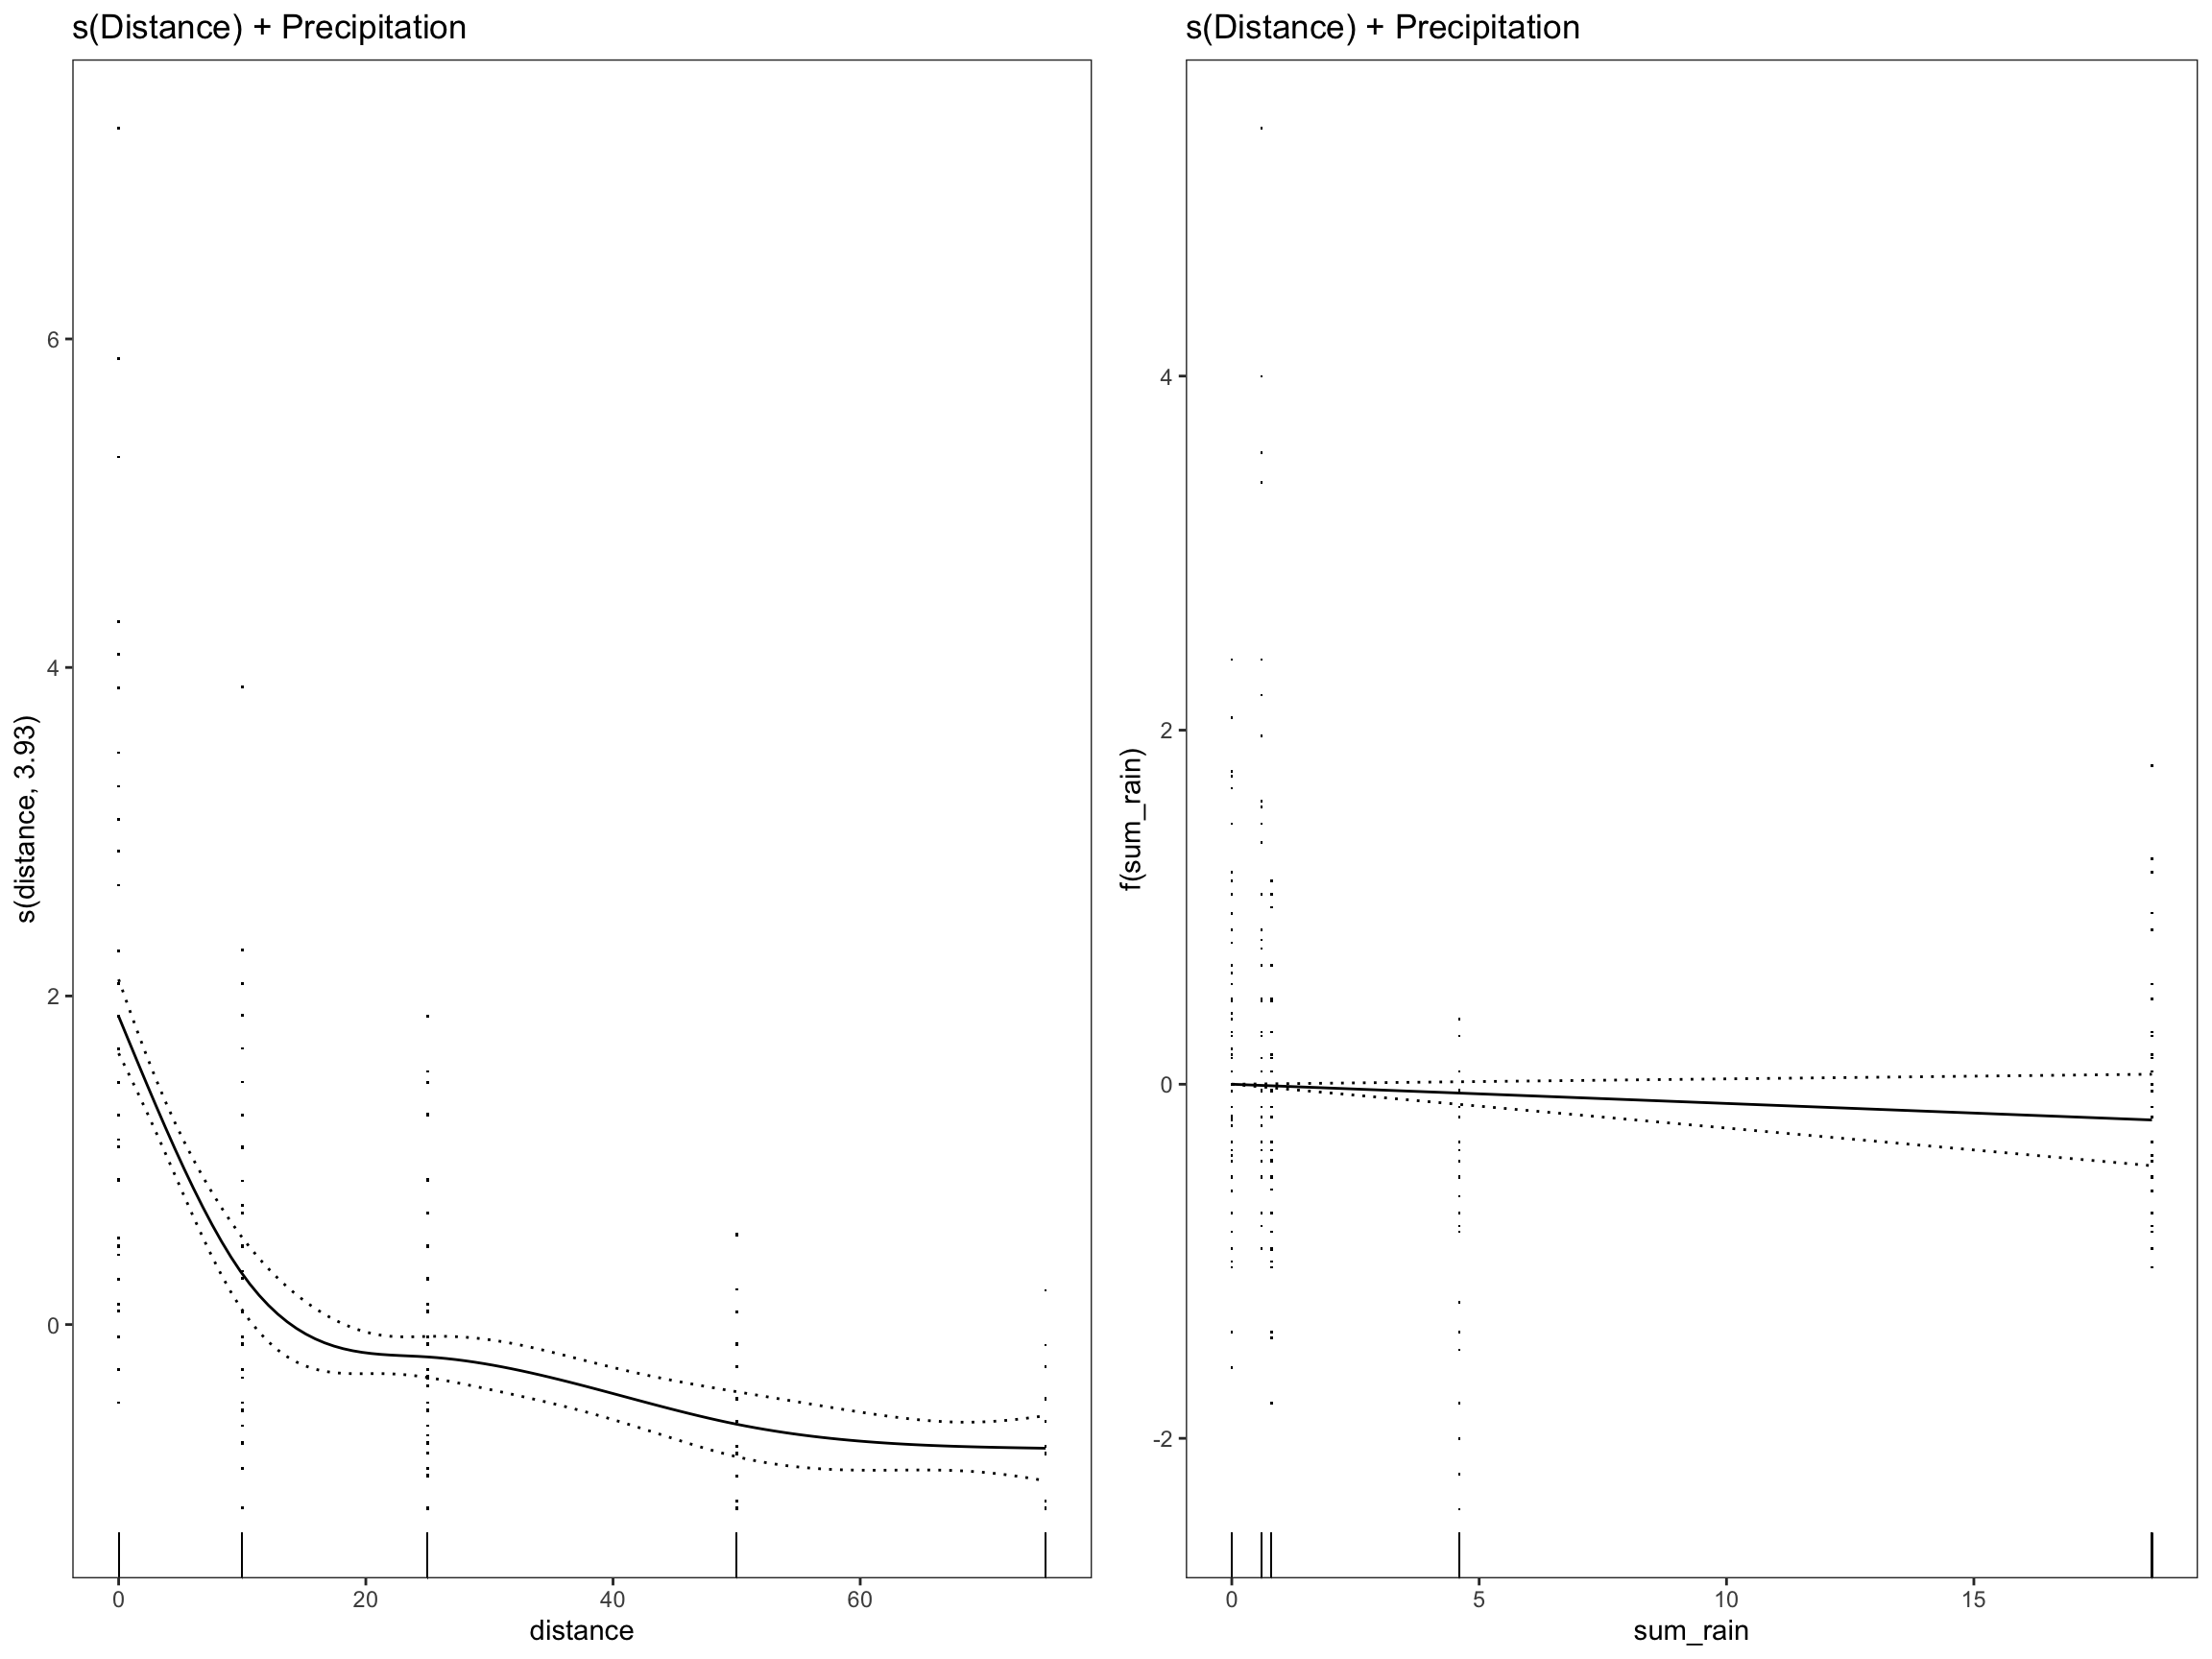 s(Distance) + Precipitation
s(distance, 3.93)
6
4
2
0
0
20
40
60
distance
s(Distance) + Precipitation
f(sum_rain)
4
2
0
-2
0
5
10
15
sum_rain